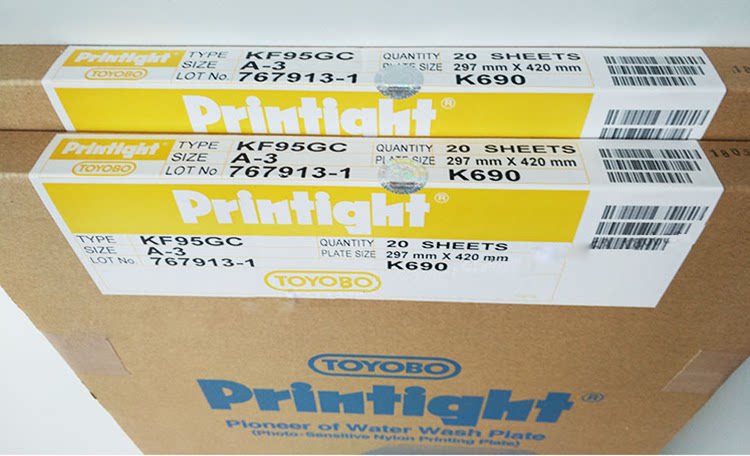 Printight® TYPE KF95GC QUANTITY 20 SHEETS
TOYOBO SIZE A-3 PLATE SIZE 297 mm X 420 mm
LOT No. 767913-1 K690
Printight®
Printight® TYPE KF95GC QUANTITY 20 SHEETS
TOYOBO SIZE A-3 PLATE SIZE 297 mm X 420 mm
LOT No. 767913-1 K690
Printight®
TYPE KF95GC QUANTITY 20 SHEETS
SIZE A-3 PLATE SIZE 297 mm X 420 mm
LOT No. 767913-1 K690
TOYOBO
TOYOBO
Printight®
Pioneer of Water Wash Plate
(Photo-Sensitive Nylon Printing Plate)